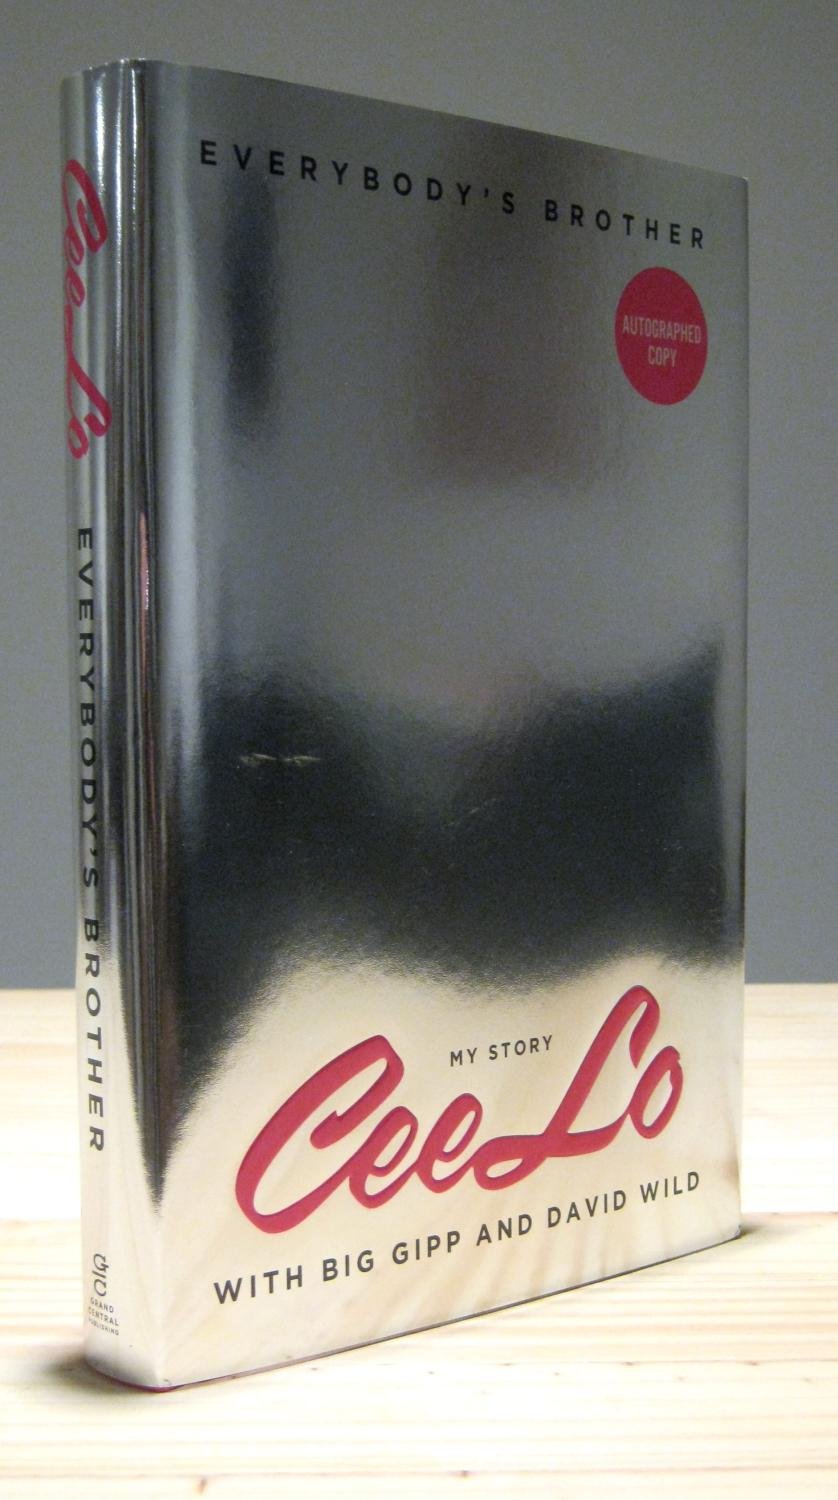 EVERYBODY'S BROTHER
AUTOGRAPHED
COPY
MY STORY
CeeLo
WITH BIG GIPP AND DAVID WILD
CeeLo
EVERYBODY'S BROTHER
GRAND
CENTRAL
PUBLISHING